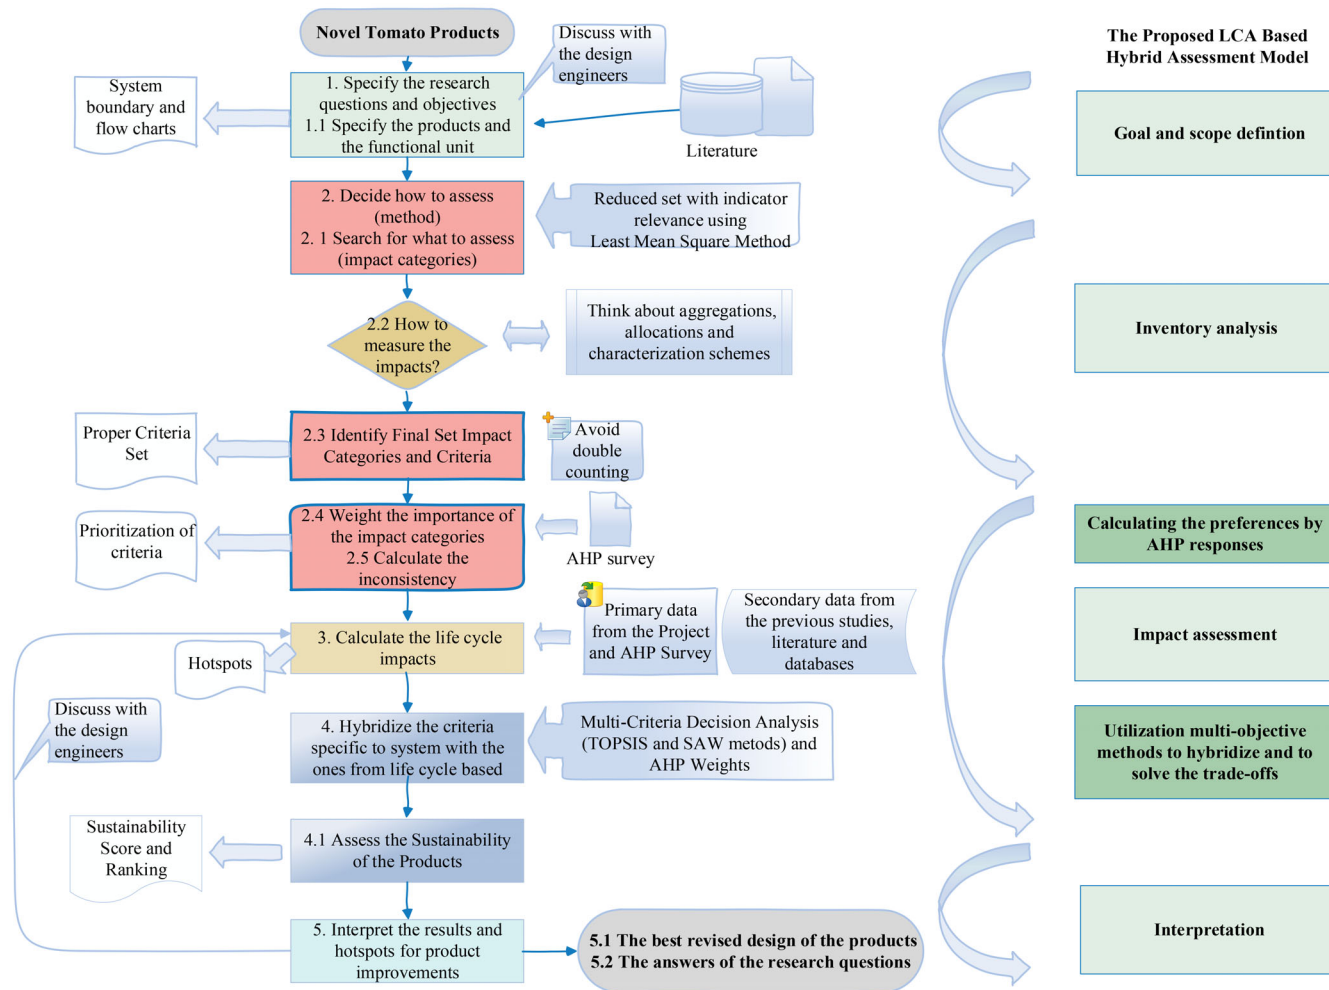 Novel Tomato Products
Discuss with
the design
engineers
The Proposed LCA Based
Hybrid Assessment Model
System
boundary and
flow charts
1. Specify the research
questions and objectives
1.1 Specify the products and
the functional unit
Literature
Goal and scope defintion
2. Decide how to assess
(method)
2. 1 Search for what to assess
(impact categories)
Reduced set with indicator
relevance using
Least Mean Square Method
2.2 How to
measure the
impacts?
Think about aggregations,
allocations and
characterization schemes
Inventory analysis
Proper Criteria
Set
2.3 Identify Final Set Impact
Categories and Criteria
Avoid
double
counting
Prioritization of
criteria
2.4 Weight the importance of
the impact categories
2.5 Calculate the
inconsistency
AHP survey
Calculating the preferences by
AHP responses
Hotspots
3. Calculate the life cycle
impacts
Primary data
from the Project
and AHP Survey
Secondary data from
the previous studies,
literature and
databases
Impact assessment
Discuss with
the design
engineers
4. Hybridize the criteria
specific to system with the
ones from life cycle based
Multi-Criteria Decision Analysis
(TOPSIS and SAW metods) and
AHP Weights
Utilization multi-objective
methods to hybridize and to
solve the trade-offs
Sustainability
Score and
Ranking
4.1 Assess the Sustainability
of the Products
5. Interpret the results and
hotspots for product
improvements
5.1 The best revised design of the products
5.2 The answers of the research questions
Interpretation